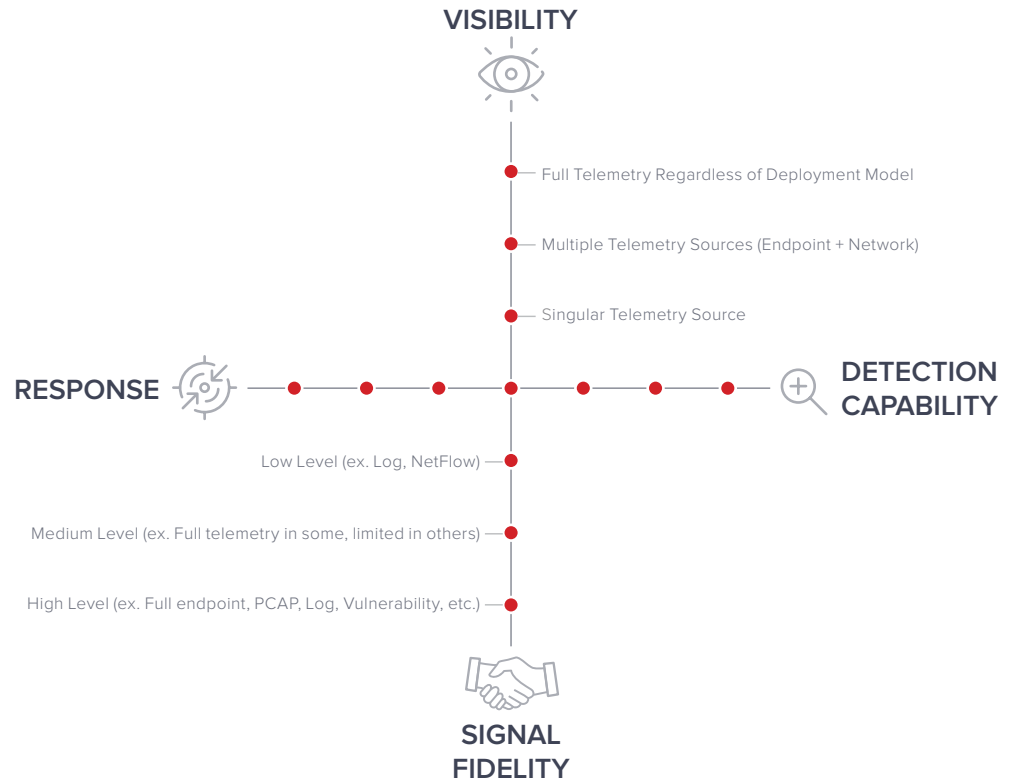 VISIBILITY
Full Telemetry Regardless of Deployment Model
Multiple Telemetry Sources (Endpoint + Network)
Singular Telemetry Source
RESPONSE
DETECTION
CAPABILITY
Low Level (ex. Log, NetFlow)
Medium Level (ex. Full telemetry in some, limited in others)
High Level (ex. Full endpoint, PCAP, Log, Vulnerability, etc.)
SIGNAL
FIDELITY